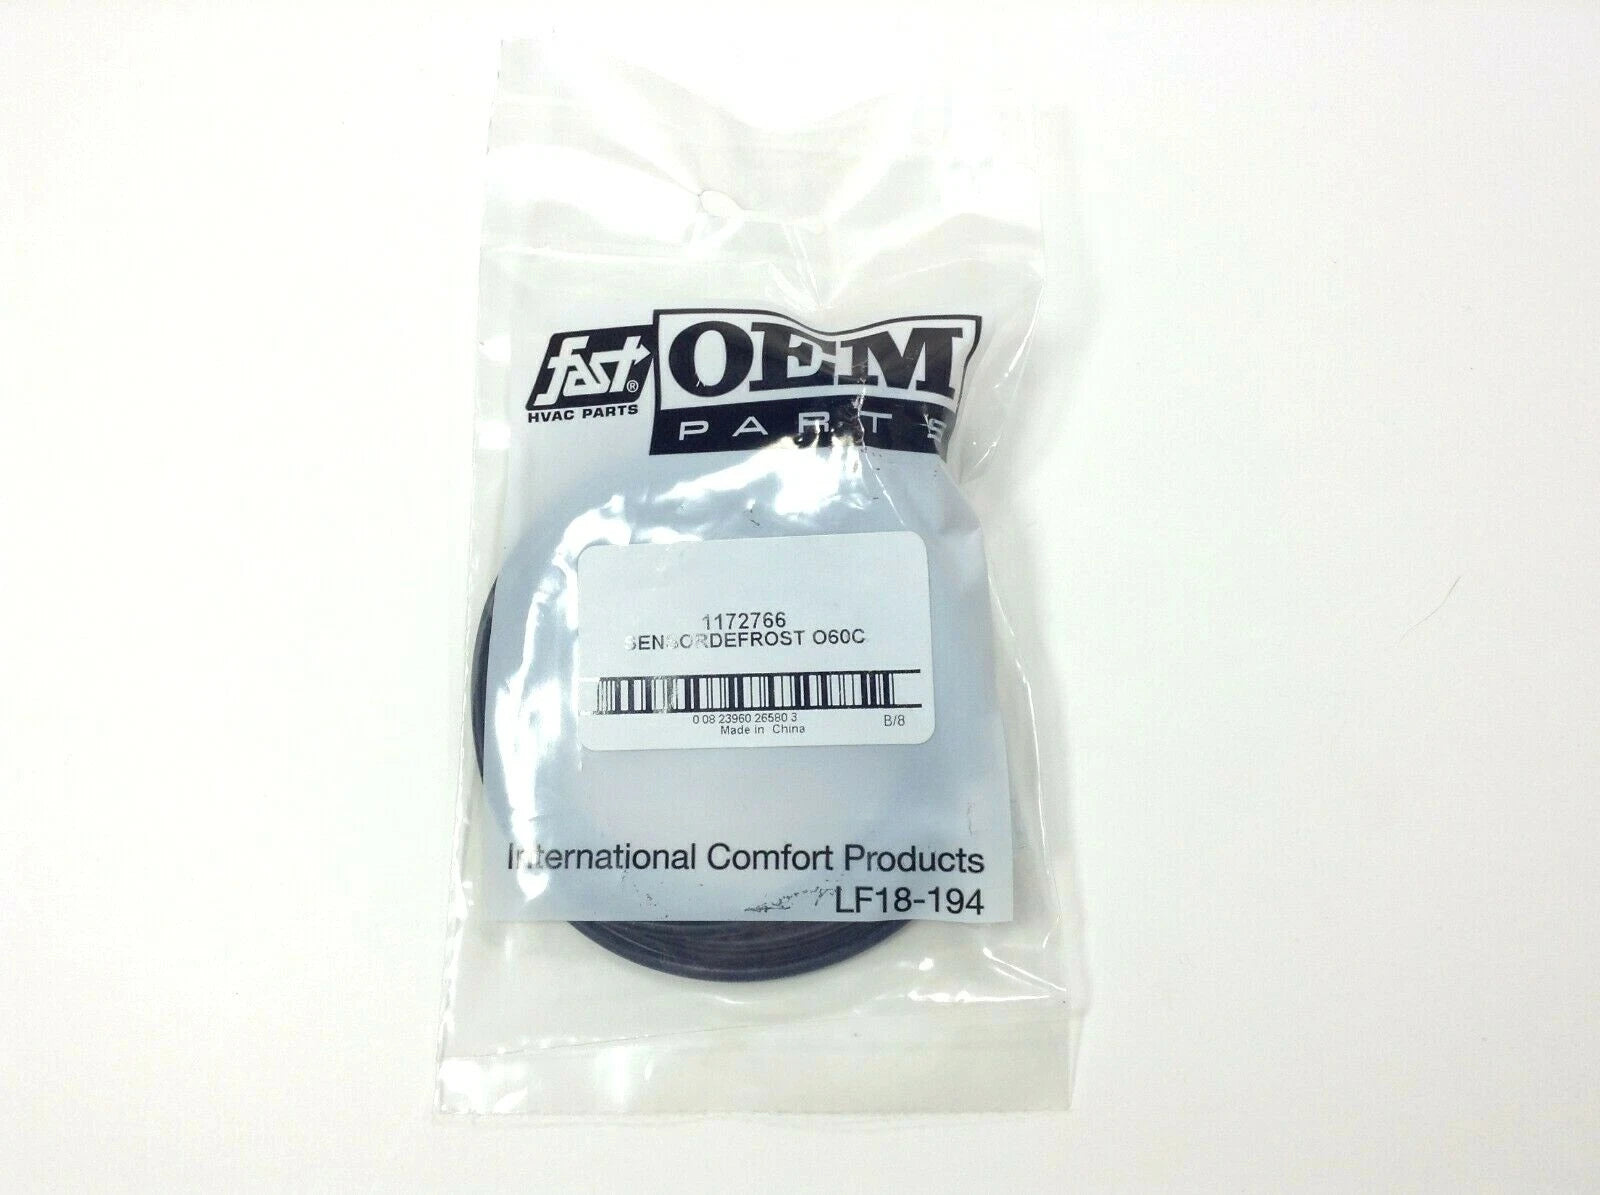 fast®
HVAC PARTS
OEM
PARTS
1172766
SENSORDEFROST O60C
0 08 23960 26580 3
B/8
Made in China
International Comfort Products
LF18-194